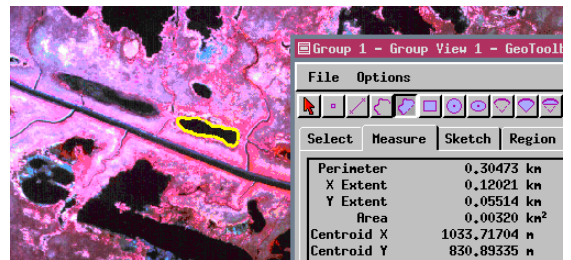 Group 1 - Group View 1 - GeoToolb
File Options
Select Measure Sketch Region
Perimeter 0.30473 km
X Extent 0.12021 km
Y Extent 0.05514 km
Area 0.00320 km²
Centroid X 1033.71704 m
Centroid Y 830.89335 m